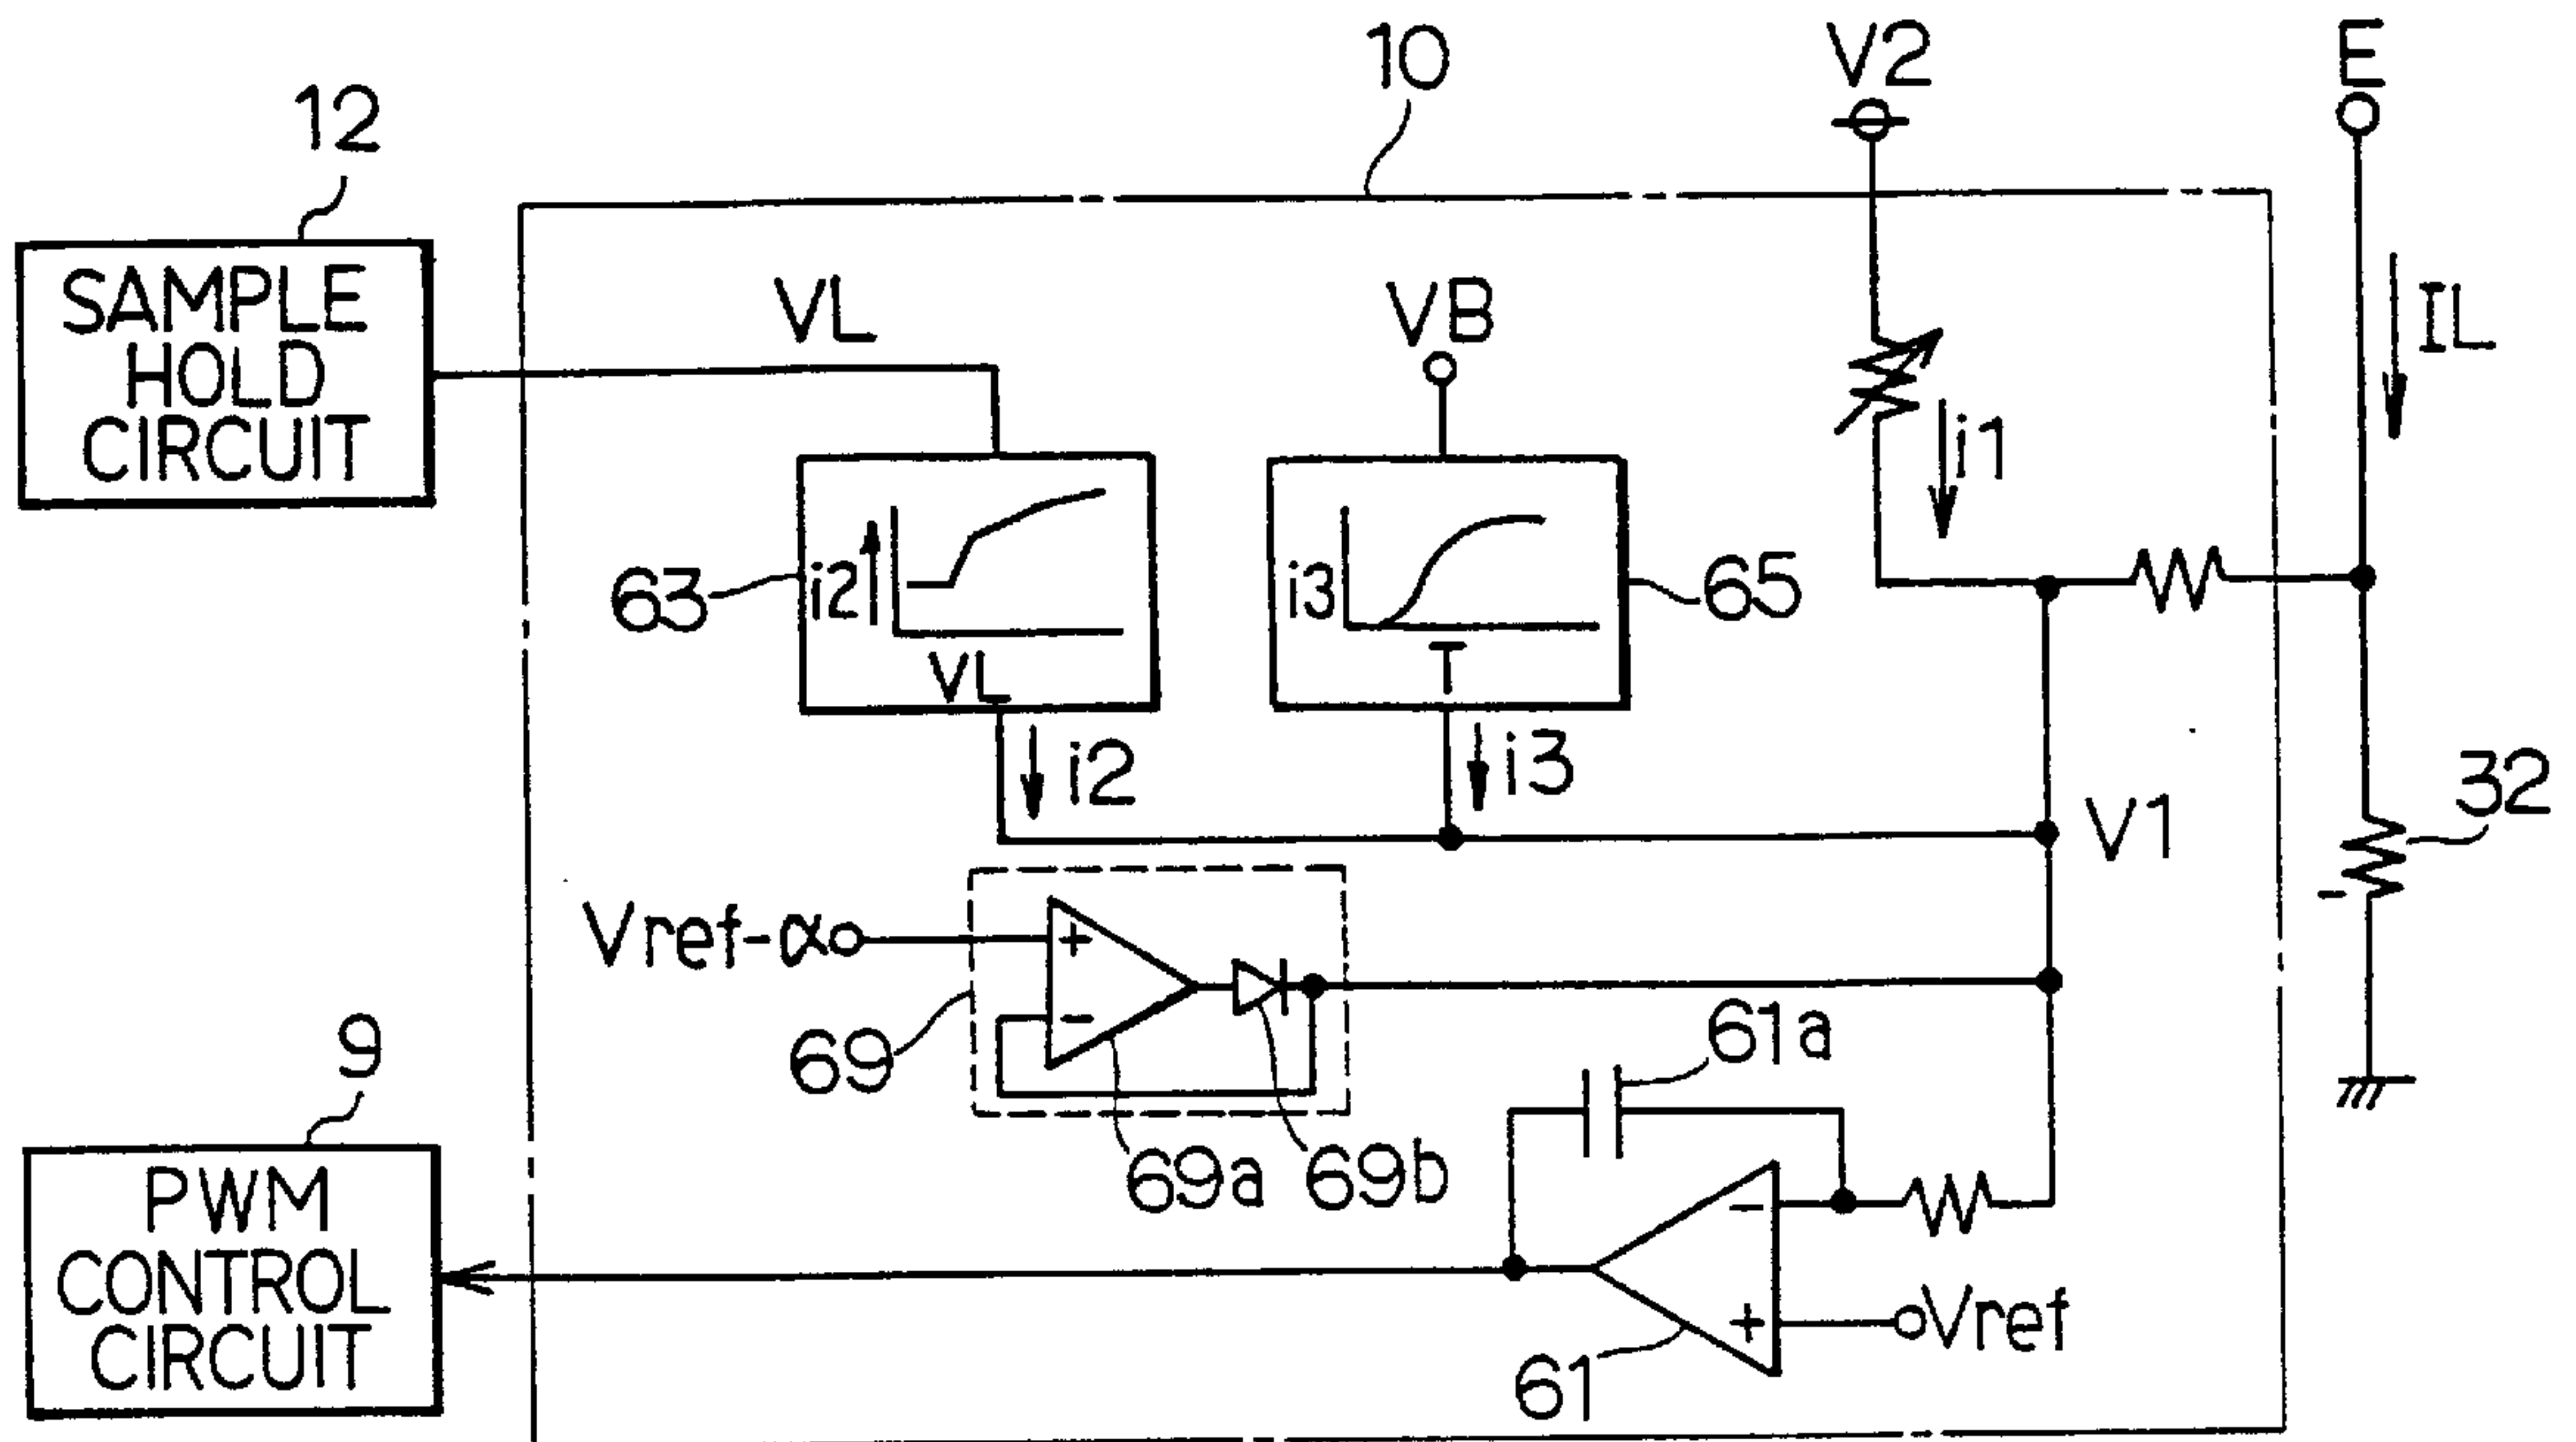 10
V2
E
12
SAMPLE
HOLD
CIRCUIT
VL
VB
IL
i1
63
i2
VL
i3
T
65
i2
i3
V1
32
Vref-α
+
-
69
61a
9
69a
69b
PWM
CONTROL
CIRCUIT
-
+
Vref
61